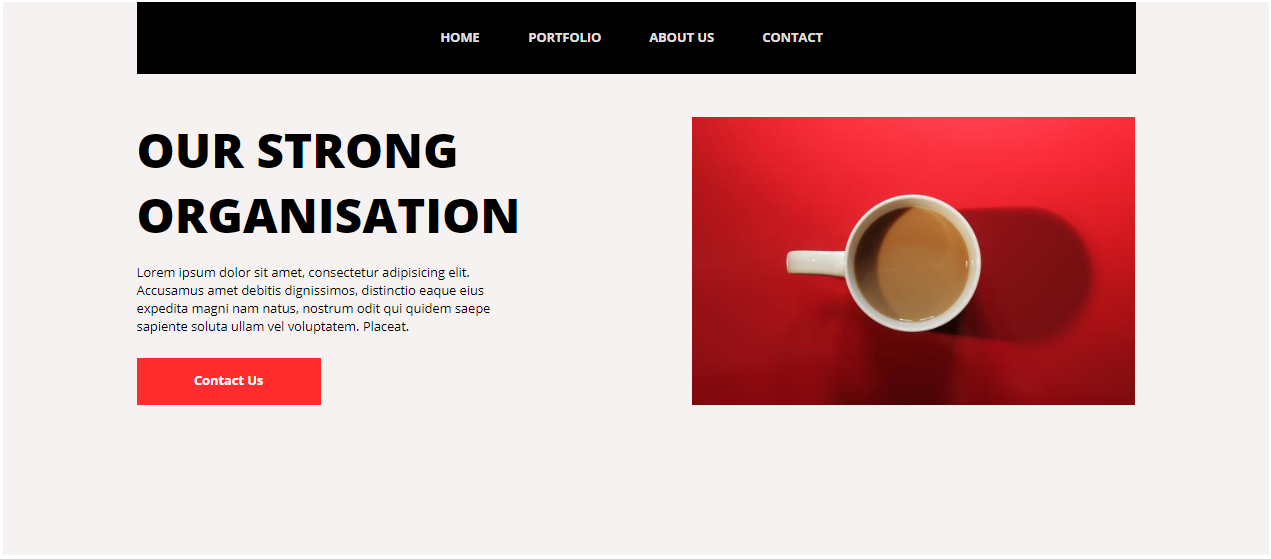 HOME PORTFOLIO ABOUT US CONTACT
OUR STRONG
ORGANISATION
Lorem ipsum dolor sit amet, consectetur adipisicing elit.
Accusamus amet debitis dignissimos, distinctio eaque eius
expedita magni nam natus, nostrum odit qui quidem saepe
sapiente soluta ullam vel voluptatem. Placeat.
Contact Us